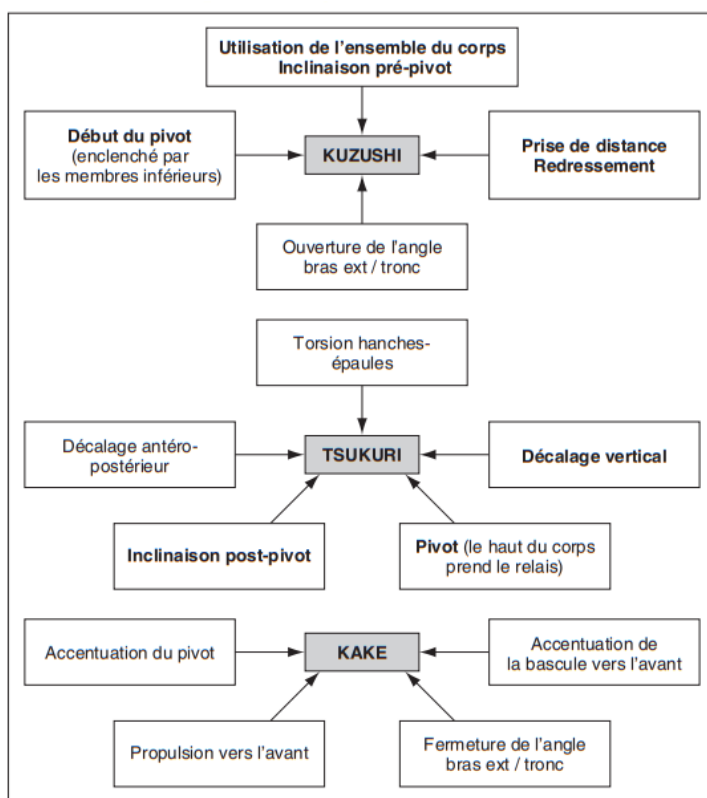 Utilisation de l'ensemble du corps
Inclinaison pré-pivot
Début du pivot
(enclenché par
les membres inférieurs)
KUZUSHI
Prise de distance
Redressement
Ouverture de l'angle
bras ext / tronc
Torsion hanches-
épaules
Décalage antéro-
postérieur
TSUKURI
Décalage vertical
Inclinaison post-pivot
Pivot (le haut du corps
prend le relais)
Accentuation du pivot
KAKE
Accentuation de
la bascule vers l'avant
Propulsion vers l'avant
Fermeture de l'angle
bras ext / tronc